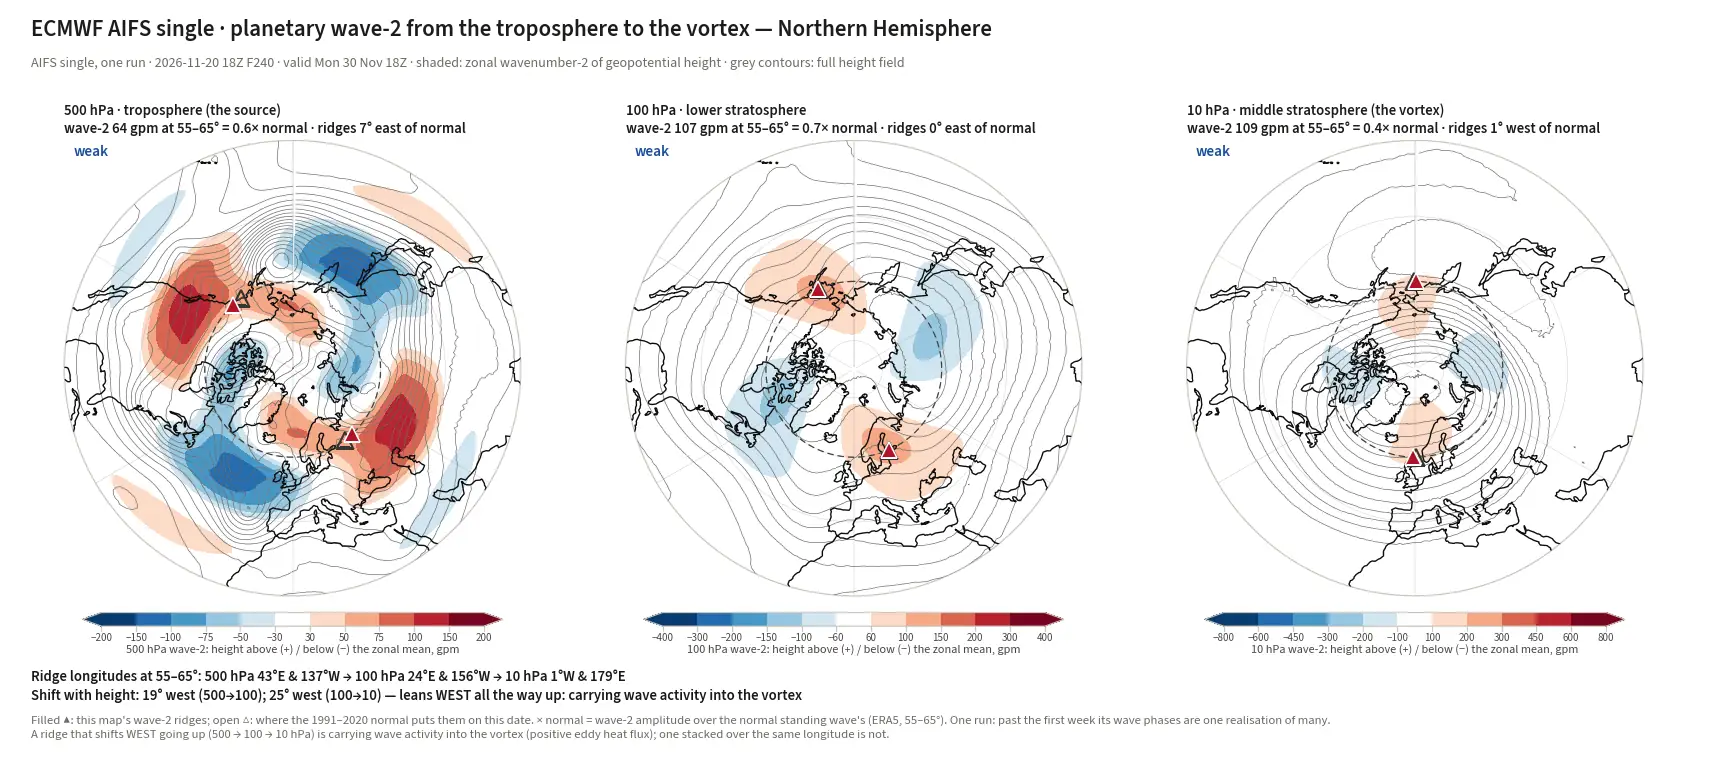 ECMWF AIFS single · planetary wave-2 from the troposphere to the vortex — Northern Hemisphere
AIFS single, one run · 2026-11-20 18Z F240 · valid Mon 30 Nov 18Z · shaded: zonal wavenumber-2 of geopotential height · grey contours: full height field
500 hPa · troposphere (the source)
wave-2 64 gpm at 55–65° = 0.6× normal · ridges 7° east of normal
weak
100 hPa · lower stratosphere
wave-2 107 gpm at 55–65° = 0.7× normal · ridges 0° east of normal
weak
10 hPa · middle stratosphere (the vortex)
wave-2 109 gpm at 55–65° = 0.4× normal · ridges 1° west of normal
weak
−200 −150 −100 −75 −50 −30 30 50 75 100 150 200
500 hPa wave-2: height above (+) / below (−) the zonal mean, gpm
−400 −300 −200 −150 −100 −60 60 100 150 200 300 400
100 hPa wave-2: height above (+) / below (−) the zonal mean, gpm
−800 −600 −450 −300 −200 −100 100 200 300 450 600 800
10 hPa wave-2: height above (+) / below (−) the zonal mean, gpm
Ridge longitudes at 55–65°: 500 hPa 43°E & 137°W → 100 hPa 24°E & 156°W → 10 hPa 1°W & 179°E
Shift with height: 19° west (500→100); 25° west (100→10) — leans WEST all the way up: carrying wave activity into the vortex
Filled ▲: this map's wave-2 ridges; open △: where the 1991–2020 normal puts them on this date. × normal = wave-2 amplitude over the normal standing wave's (ERA5, 55–65°). One run: past the first week its wave phases are one realisation of many.
A ridge that shifts WEST going up (500 → 100 → 10 hPa) is carrying wave activity into the vortex (positive eddy heat flux); one stacked over the same longitude is not.